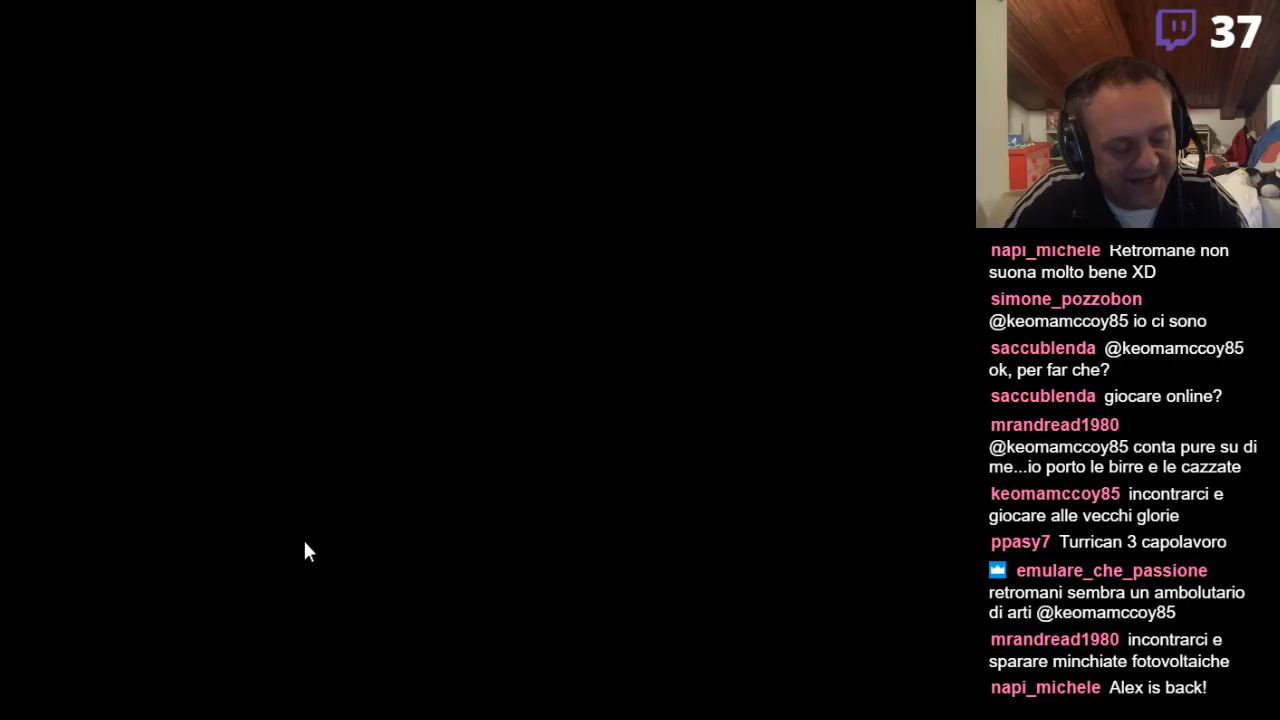 37
napi_michele Retromane non
suona molto bene XD
simone_pozzobon
@keomamccoy85 io ci sono
saccublenda @keomamccoy85
ok, per far che?
saccublenda giocare online?
mrandread1980
@keomamccoy85 conta pure su di
me...io porto le birre e le cazzate
keomamccoy85 incontrarci e
giocare alle vecchi glorie
ppasy7 Turrican 3 capolavoro
emulare_che_passione
retromani sembra un ambolutario
di arti @keomamccoy85
mrandread1980 incontrarci e
sparare minchiate fotovoltaiche
napi_michele Alex is back!